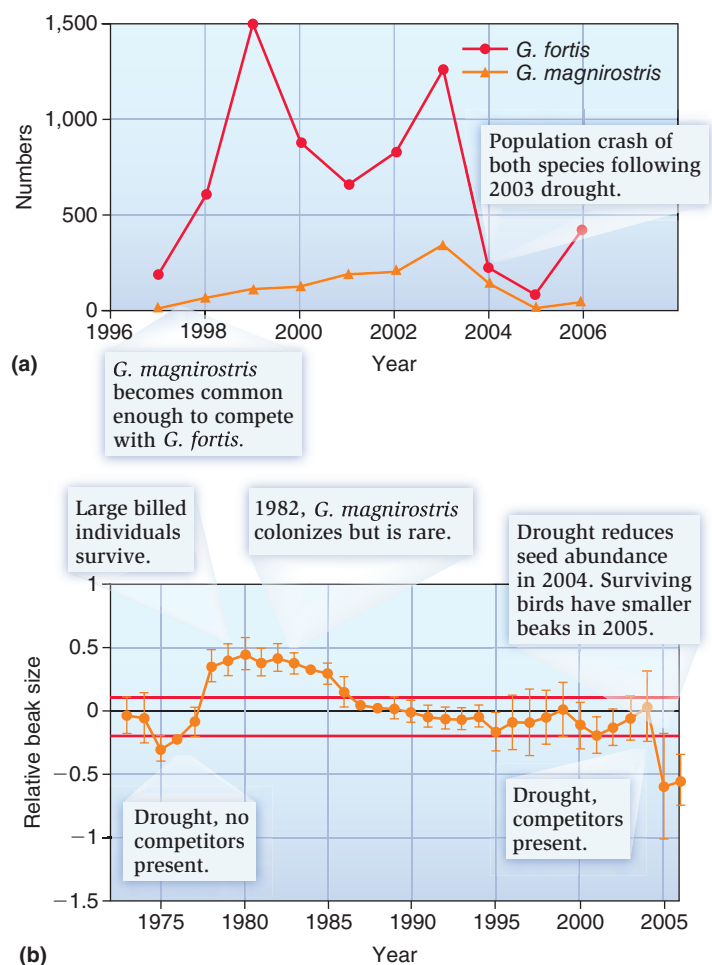 1,500
G. fortis
G. magnirostris
1,000
Numbers
Population crash of
both species following
2003 drought.
500
0
1996
1998
2000
2002
2004
2006
Year
(a)
G. magnirostris
becomes common
enough to compete
with G. fortis.
Large billed
individuals
survive.
1982, G. magnirostris
colonizes but is rare.
Drought reduces
seed abundance
in 2004. Surviving
birds have smaller
beaks in 2005.
1
0.5
0
Relative beak size
−0.5
Drought, no
competitors
present.
Drought,
competitors
present.
−1
−1.5
1975
1980
1985
1990
1995
2000
2005
Year
(b)